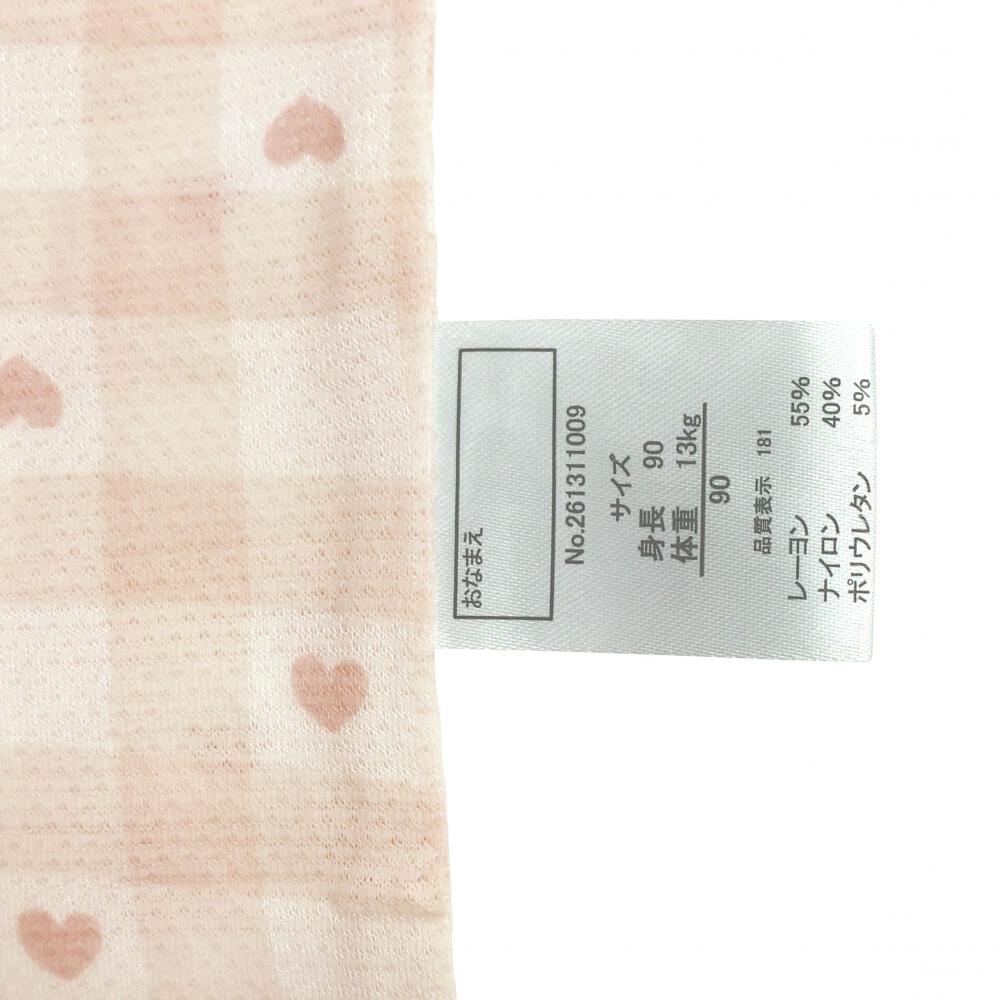 おなまえ
No.261311009
サイズ
身長 90
体重 13kg
90
品質表示 181
レーヨン 55%
ナイロン 40%
ポリウレタン 5%